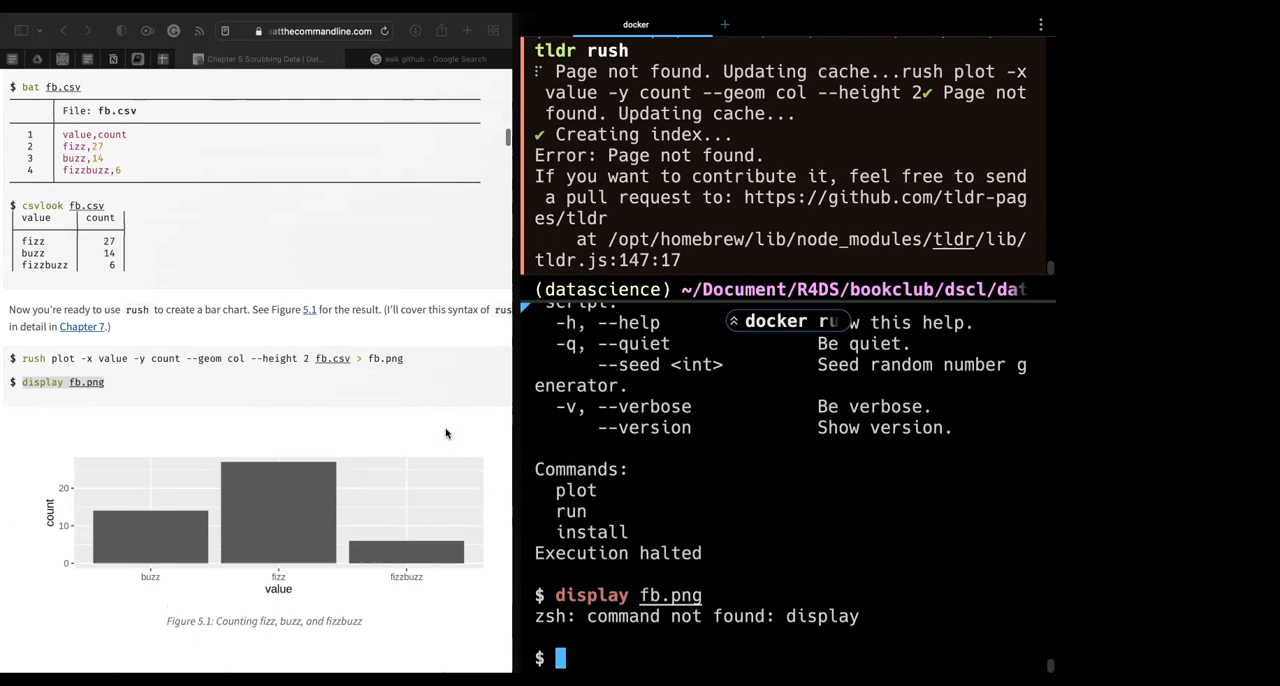 atthecommandline.com
docker
Chapter 5 Scrubbing Data | Dat...
awk github - Google Search
$ bat fb.csv
File: fb.csv
1 value,count
2 fizz,27
3 buzz,14
4 fizzbuzz,6
$ csvlook fb.csv
value count
fizz 27
buzz 14
fizzbuzz 6
Now you're ready to use rush to create a bar chart. See Figure 5.1 for the result. (I'll cover this syntax of rus
in detail in Chapter 7.)
$ rush plot -x value -y count --geom col --height 2 fb.csv > fb.png
$ display fb.png
count
20
10
0
buzz fizz fizzbuzz
value
Figure 5.1: Counting fizz, buzz, and fizzbuzz
tldr rush
⠏ Page not found. Updating cache...rush plot -x
value -y count --geom col --height 2✔ Page not
found. Updating cache...
✔ Creating index...
Error: Page not found.
If you want to contribute it, feel free to send
a pull request to: https://github.com/tldr-pag
es/tldr
at /opt/homebrew/lib/node_modules/tldr/lib/
tldr.js:147:17
(datascience) ~/Document/R4DS/bookclub/dscl/dat
script.
docker ru
-h, --help w this help.
-q, --quiet Be quiet.
--seed <int> Seed random number g
enerator.
-v, --verbose Be verbose.
--version Show version.
Commands:
plot
run
install
Execution halted
$ display fb.png
zsh: command not found: display
$